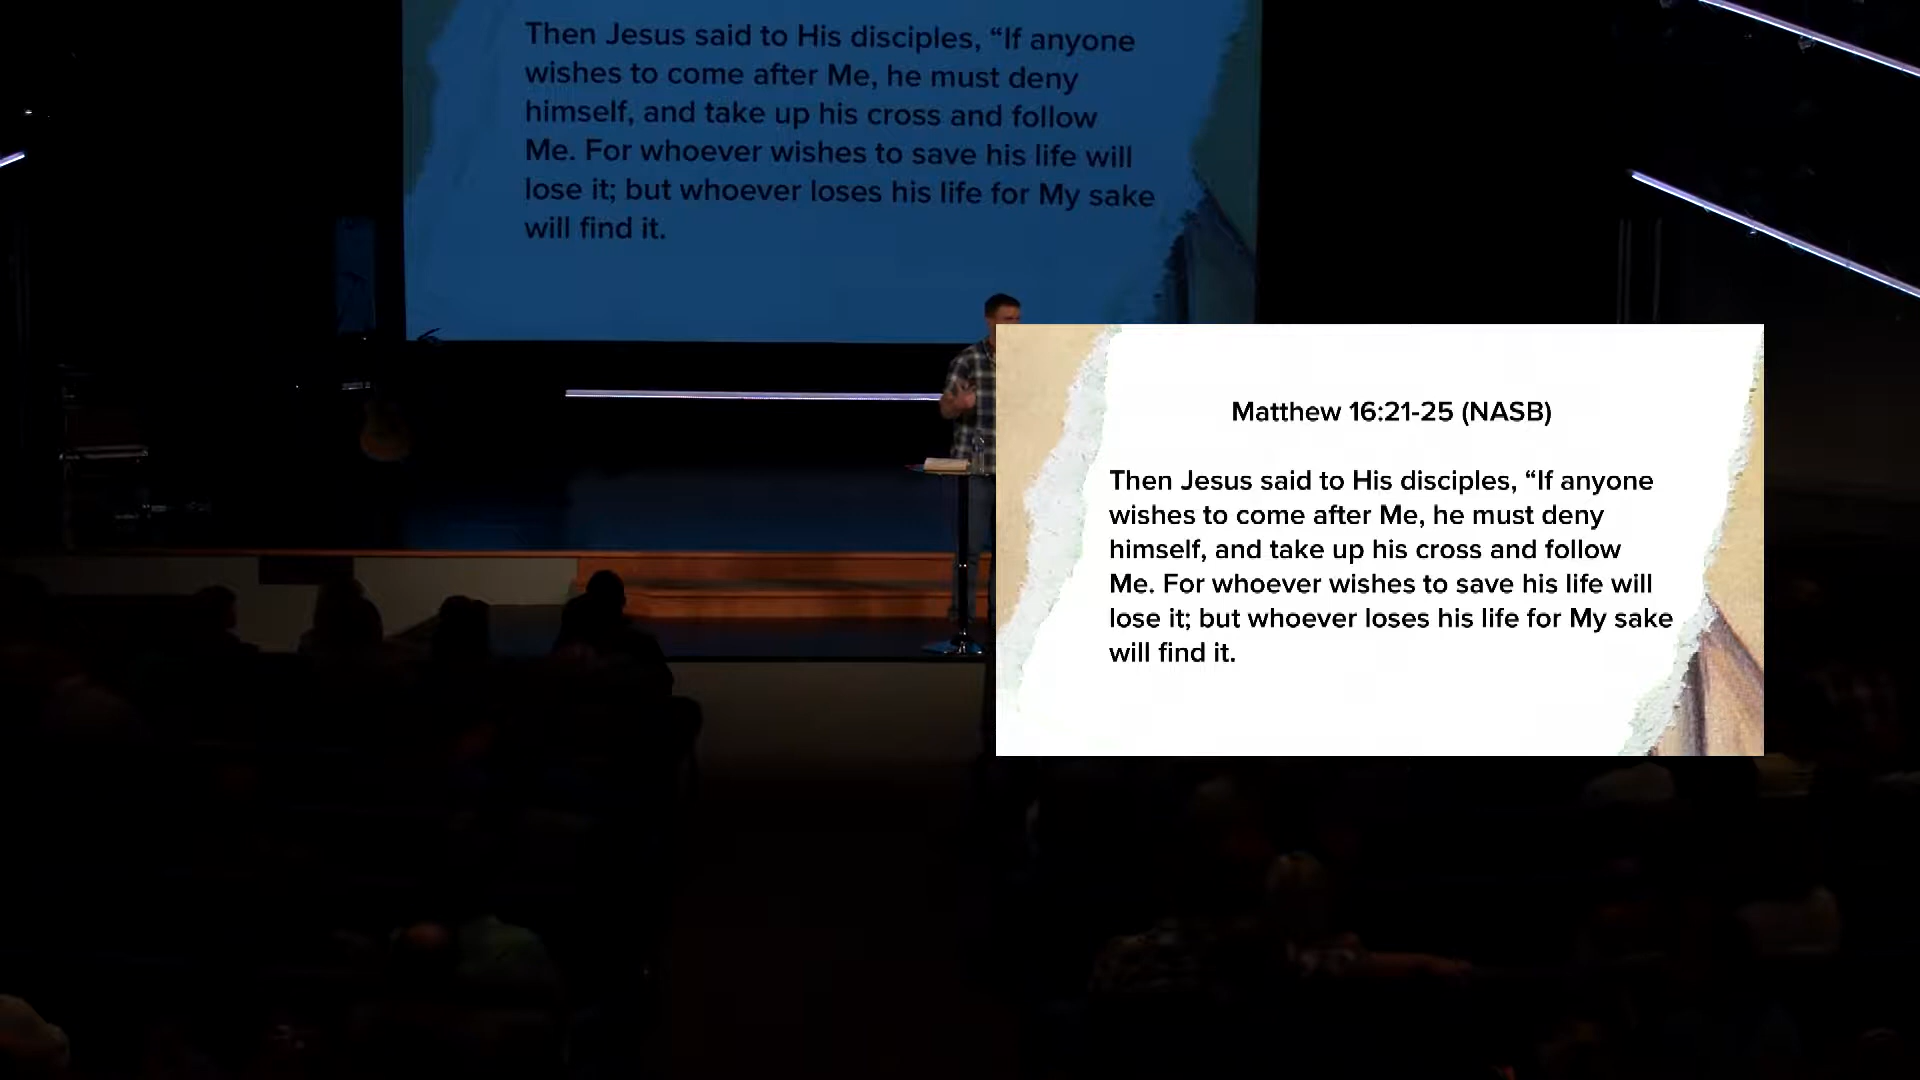 Then Jesus said to His disciples, “If anyone
wishes to come after Me, he must deny
himself, and take up his cross and follow
Me. For whoever wishes to save his life will
lose it; but whoever loses his life for My sake
will find it.
Matthew 16:21-25 (NASB)
Then Jesus said to His disciples, “If anyone
wishes to come after Me, he must deny
himself, and take up his cross and follow
Me. For whoever wishes to save his life will
lose it; but whoever loses his life for My sake
will find it.